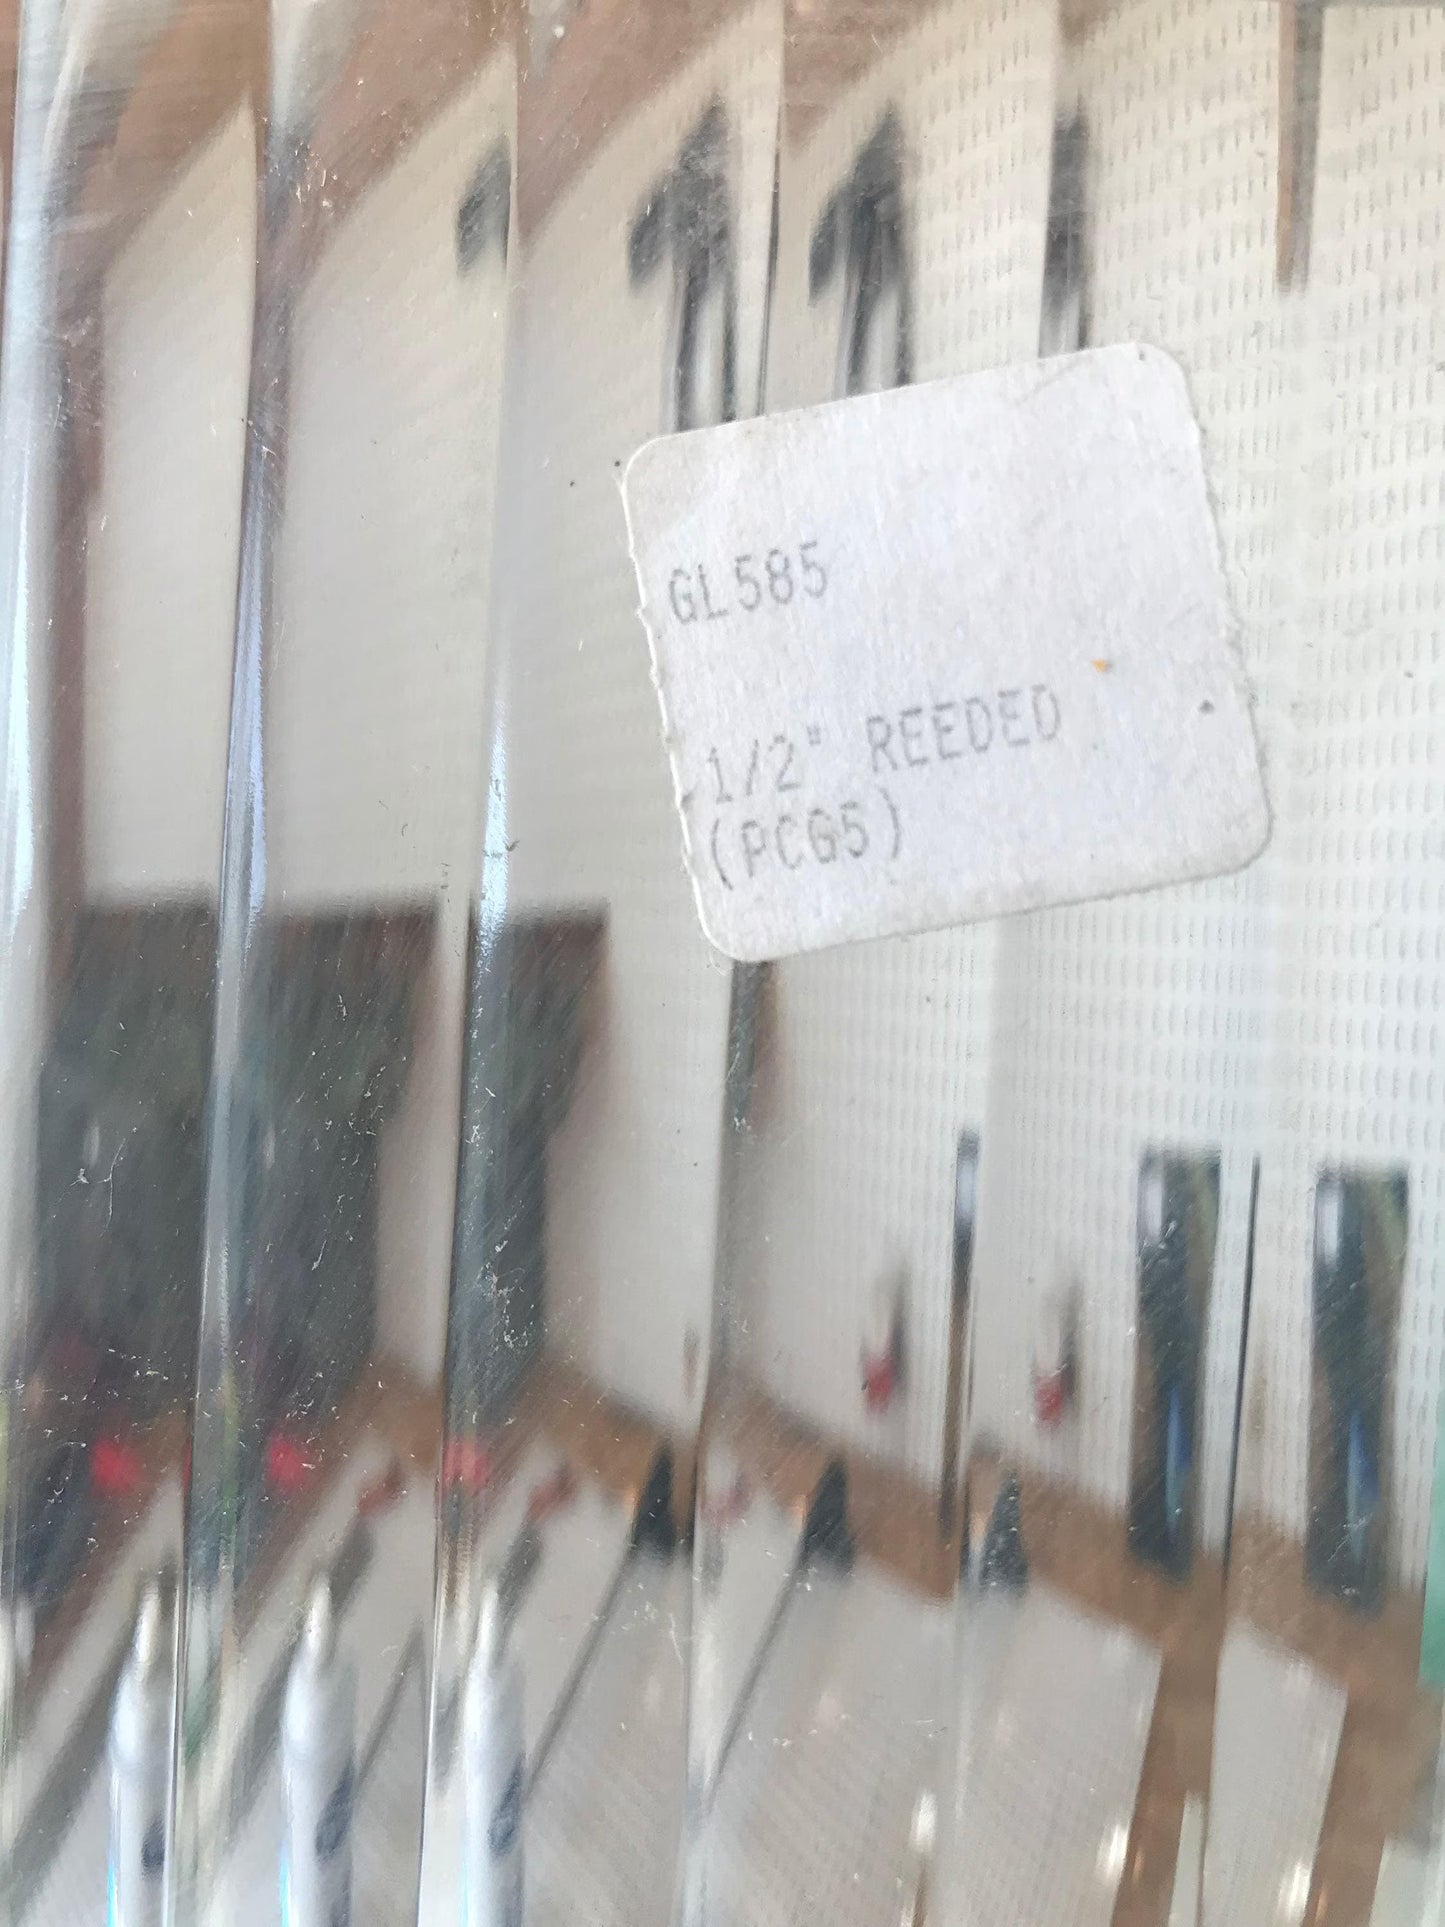 GL585
1/2" REEDED
(PCG5)